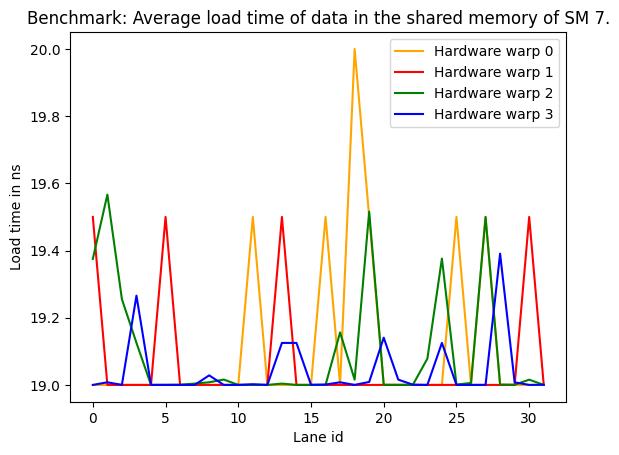 Benchmark: Average load time of data in the shared memory of SM 7.
Hardware warp 0
Hardware warp 1
Hardware warp 2
Hardware warp 3
Load time in ns
20.0
19.8
19.6
19.4
19.2
19.0
0 5 10 15 20 25 30
Lane id